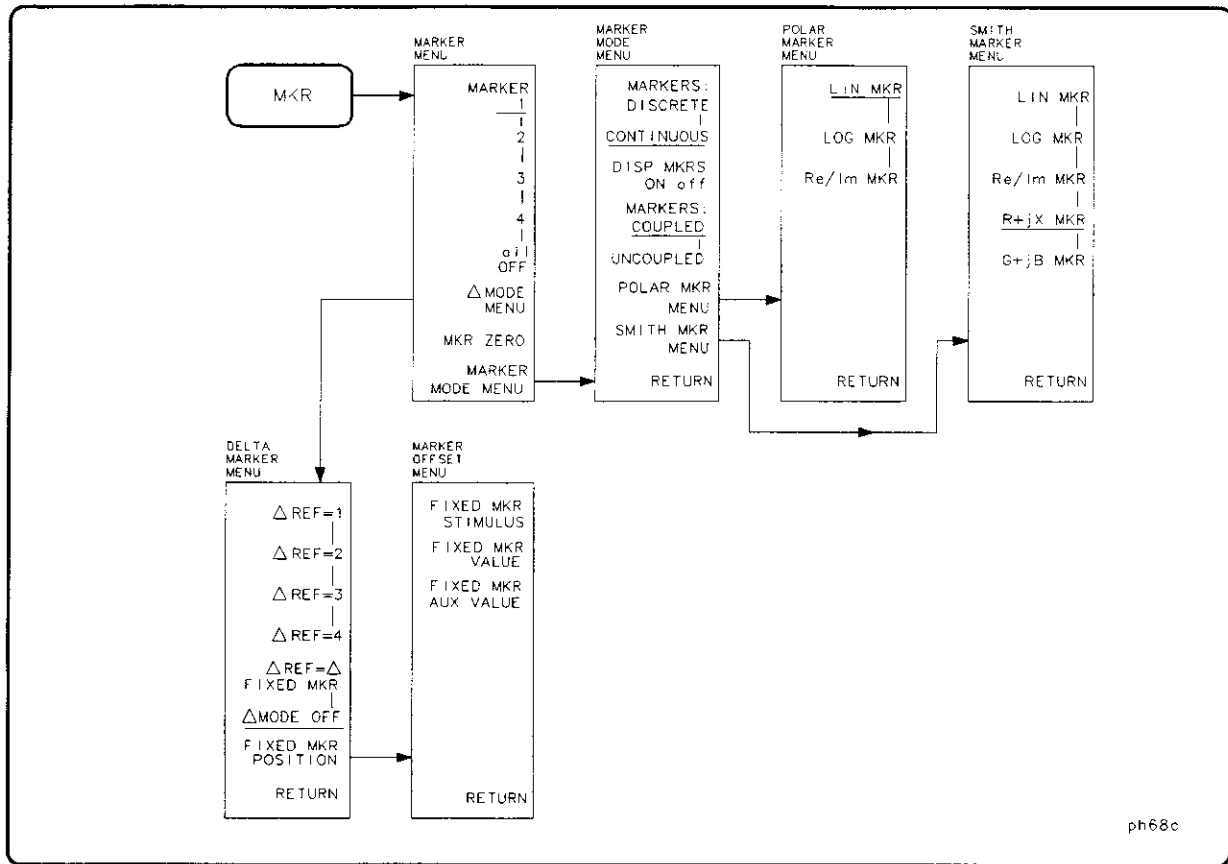 MKR
MARKER
MENU
MARKER
1
2
3
4
all
OFF
△MODE
MENU
MKR ZERO
MARKER
MODE MENU
MARKER
MODE
MENU
MARKERS:
DISCRETE
CONTINUOUS
DISP MKRS
ON off
MARKERS:
COUPLED
UNCOUPLED
POLAR MKR
MENU
SMITH MKR
MENU
RETURN
POLAR
MARKER
MENU
LIN MKR
LOG MKR
Re/Im MKR
RETURN
SMITH
MARKER
MENU
LIN MKR
LOG MKR
Re/Im MKR
R+jX MKR
G+jB MKR
RETURN
DELTA
MARKER
MENU
△REF=1
△REF=2
△REF=3
△REF=4
△REF=△
FIXED MKR
△MODE OFF
FIXED MKR
POSITION
RETURN
MARKER
OFFSET
MENU
FIXED MKR
STIMULUS
FIXED MKR
VALUE
FIXED MKR
AUX VALUE
RETURN
ph68c